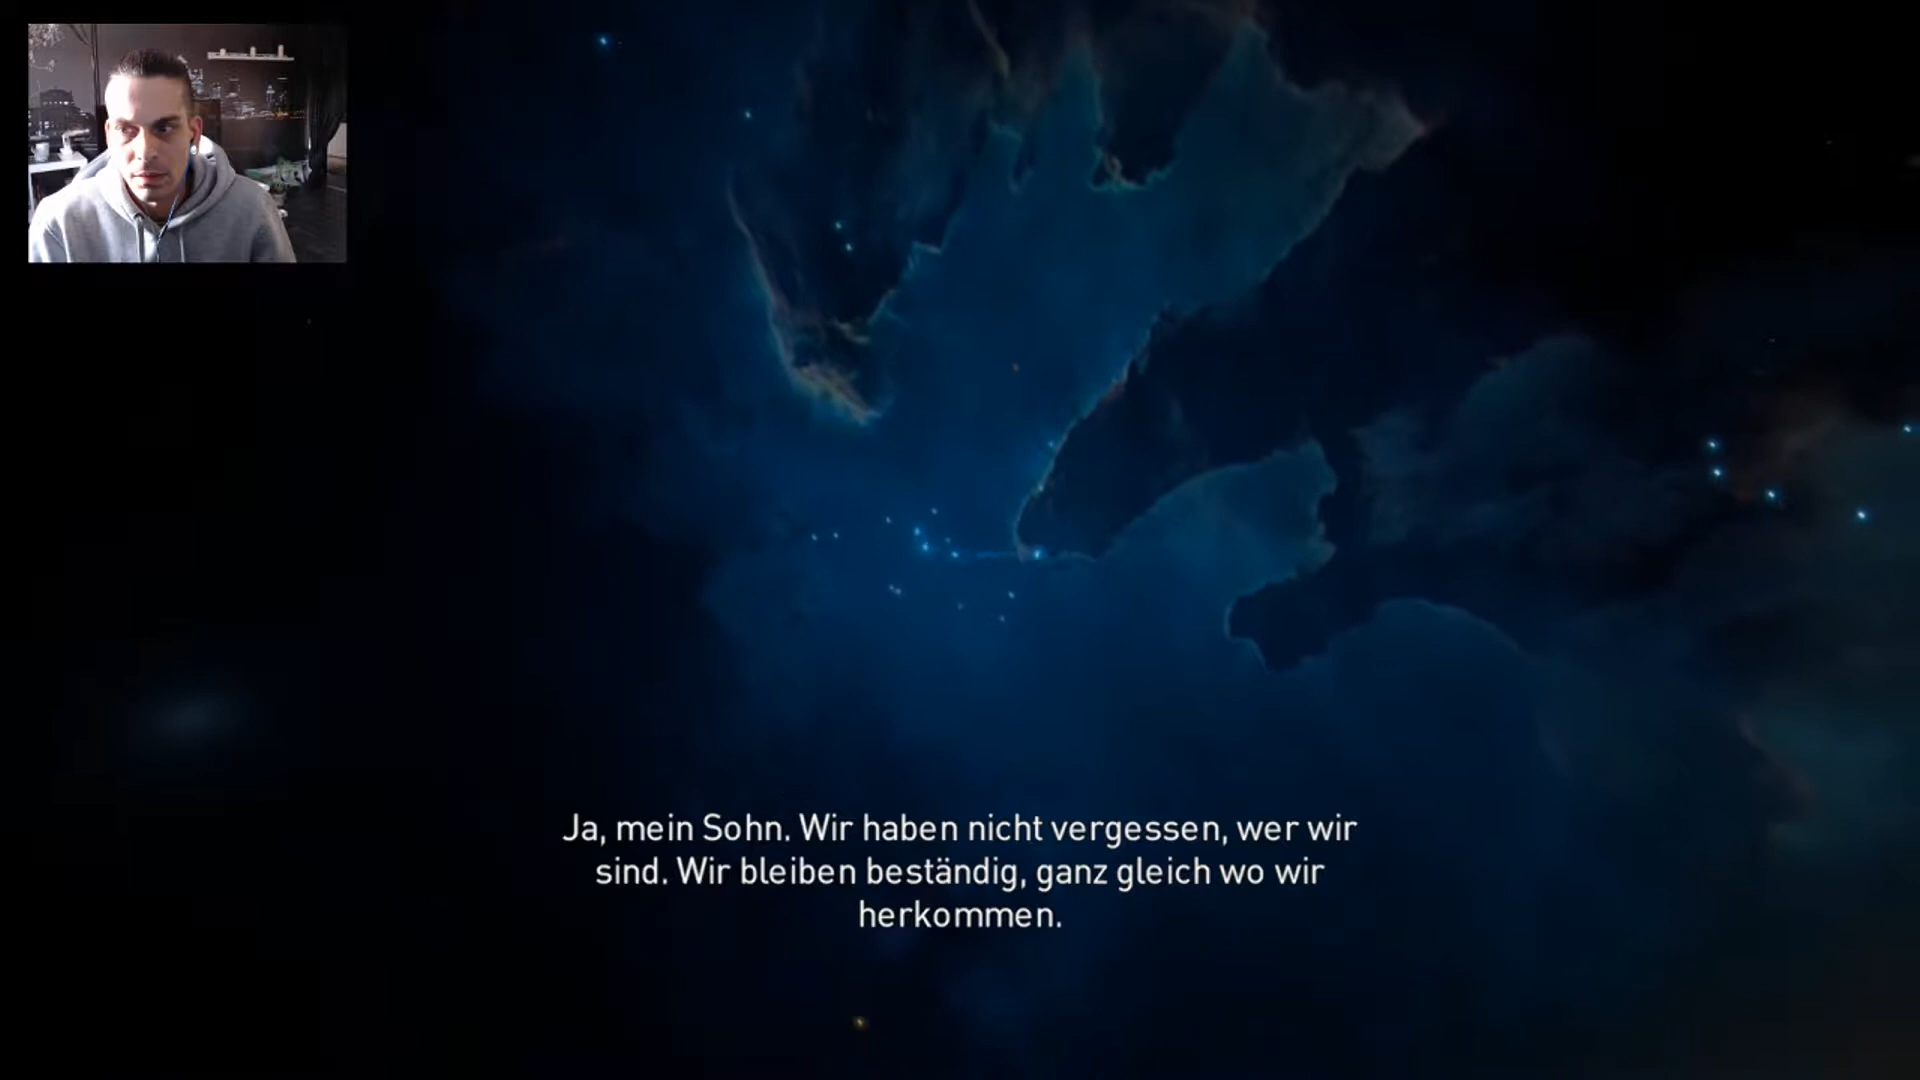 Ja, mein Sohn. Wir haben nicht vergessen, wer wir
sind. Wir bleiben beständig, ganz gleich wo wir
herkommen.